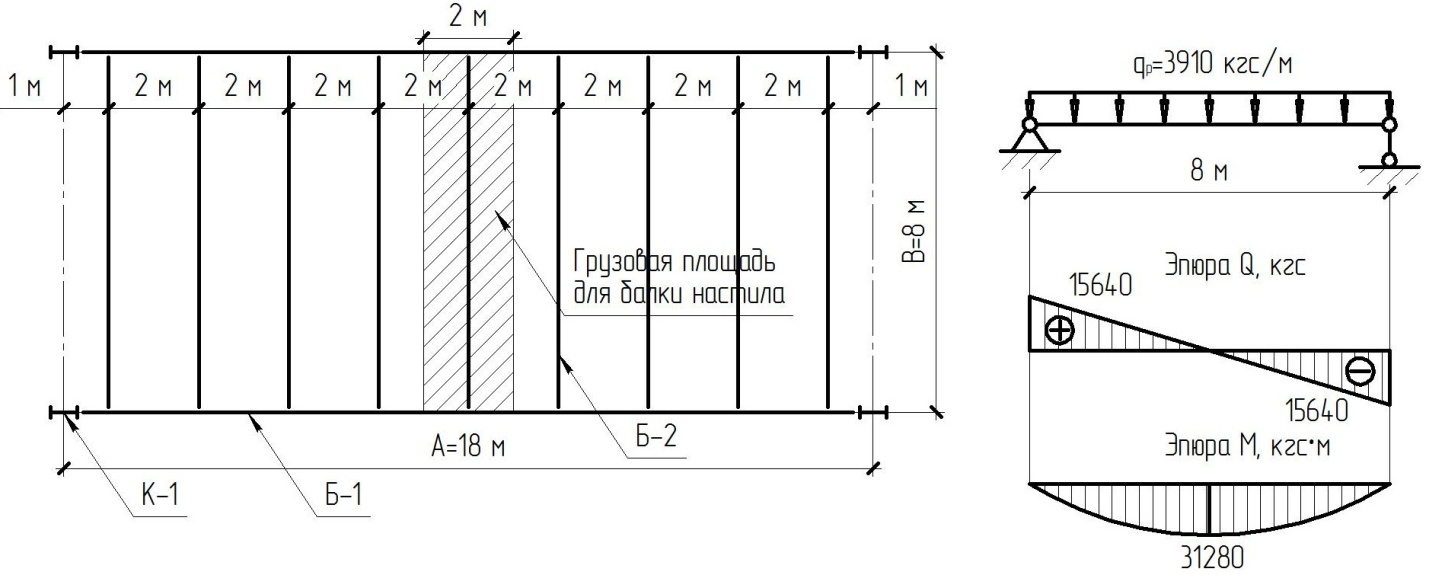 2 м
1 м
2 м
2 м
2 м
2 м
2 м
2 м
2 м
2 м
1 м
Грузовая площадь
для балки настила
B=8 м
A=18 м
Б-2
К-1
Б-1
qр=3910 кгс/м
8 м
Эпюра Q, кгс
15640
15640
Эпюра М, кгс·м
31280